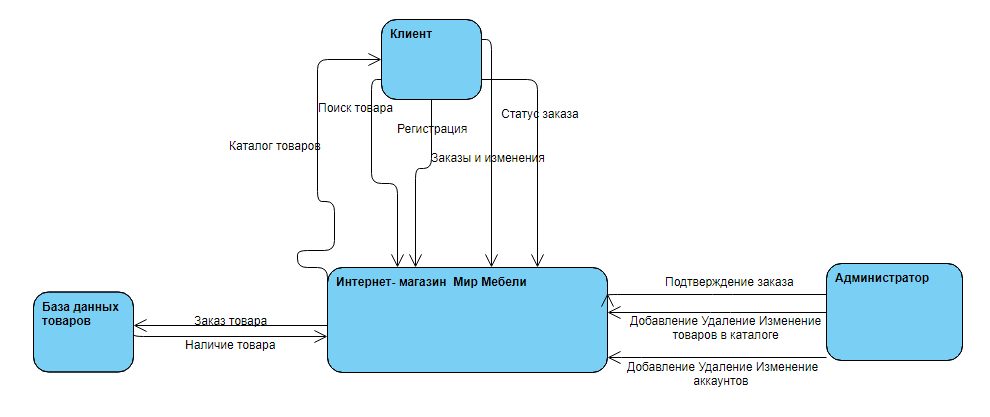 Клиент
Поиск товара
Статус заказа
Регистрация
Каталог товаров
Заказы и изменения
Интернет- магазин  Мир Мебели
Администратор
Подтверждение заказа
База данных
товаров
Заказ товара
Добавление Удаление Изменение
товаров в каталоге
Наличие товара
Добавление Удаление Изменение
аккаунтов